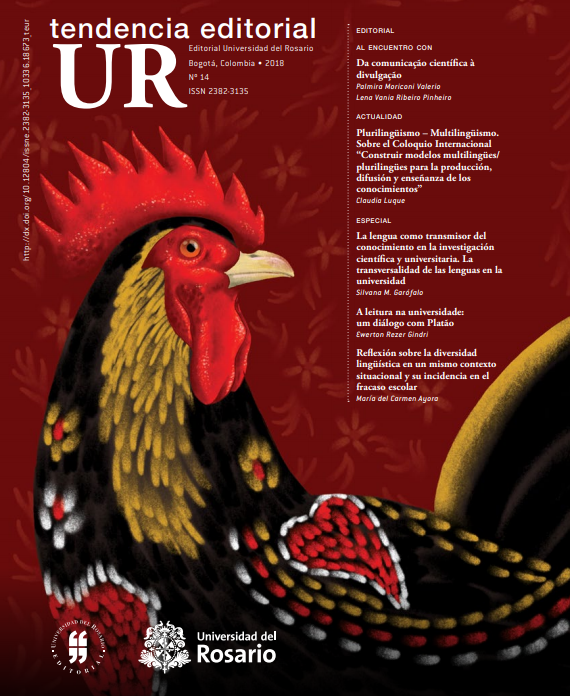 tendencia editorial
UR
Editorial Universidad del Rosario
Bogotá, Colombia • 2018
Nº 14
ISSN 2382-3135
http://dx.doi.org/10.12804/issne.2382-3135_10336.18673_teur
EDITORIAL
AL ENCUENTRO CON
Da comunicação científica à
divulgação
Palmira Moriconi Valerio
Lena Vania Ribeiro Pinheiro
ACTUALIDAD
Plurilingüismo – Multilingüismo.
Sobre el Coloquio Internacional
“Construir modelos multilingües/
plurilingües para la producción,
difusión y enseñanza de los
conocimientos”
Claudia Luque
ESPECIAL
La lengua como transmisor del
conocimiento en la investigación
científica y universitaria. La
transversalidad de las lenguas en la
universidad
Silvana M. Garófalo
A leitura na universidade:
um diálogo com Platão
Ewerton Rezer Gindri
Reflexión sobre la diversidad
lingüística en un mismo contexto
situacional y su incidencia en el
fracaso escolar
María del Carmen Ayora
UNIVERSIDAD DEL ROSARIO
EDITORIAL
Universidad del
Rosario